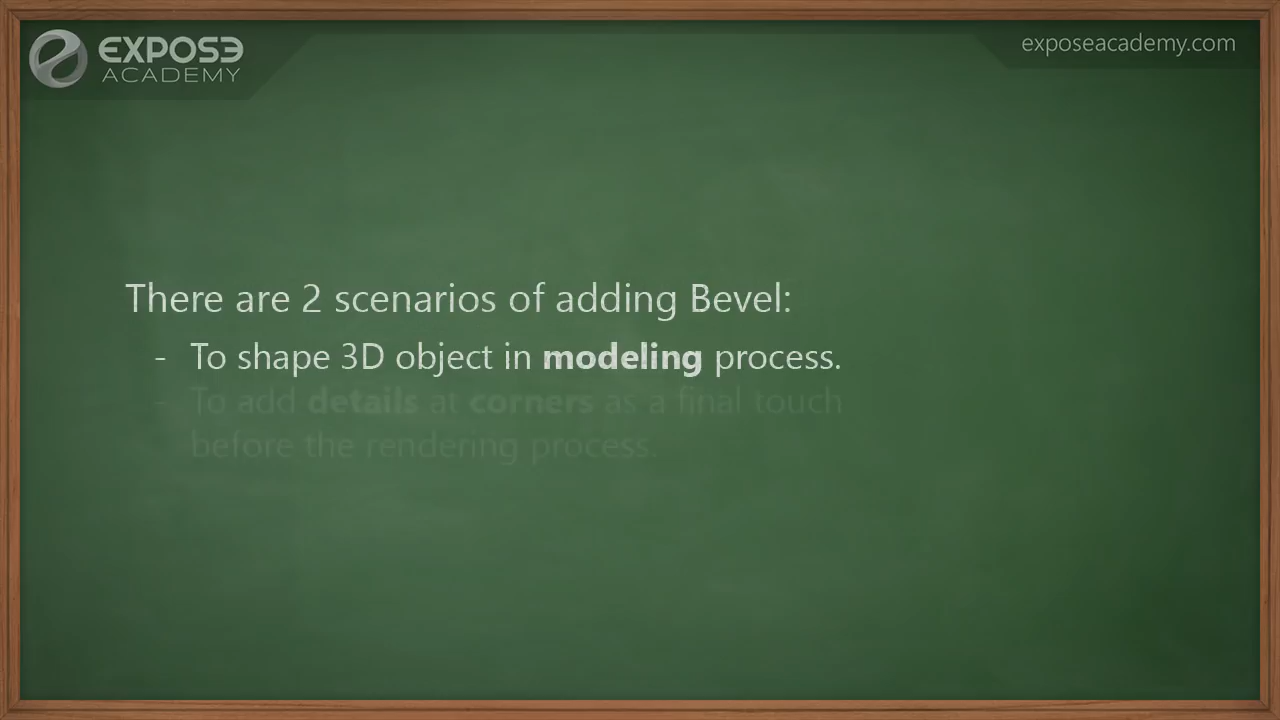 EXPOSE
ACADEMY
exposeacademy.com
There are 2 scenarios of adding Bevel:
- To shape 3D object in modeling process.
- To add details at corners as a final touch
before the rendering process.